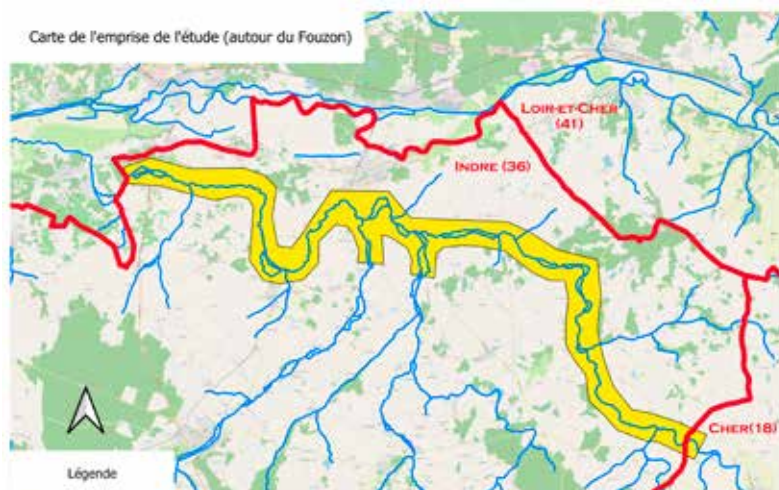 Carte de l'emprise de l'étude (autour du Fouzon)
LOIR-ET-CHER
(41)
INDRE (36)
CHER(18)
Légende